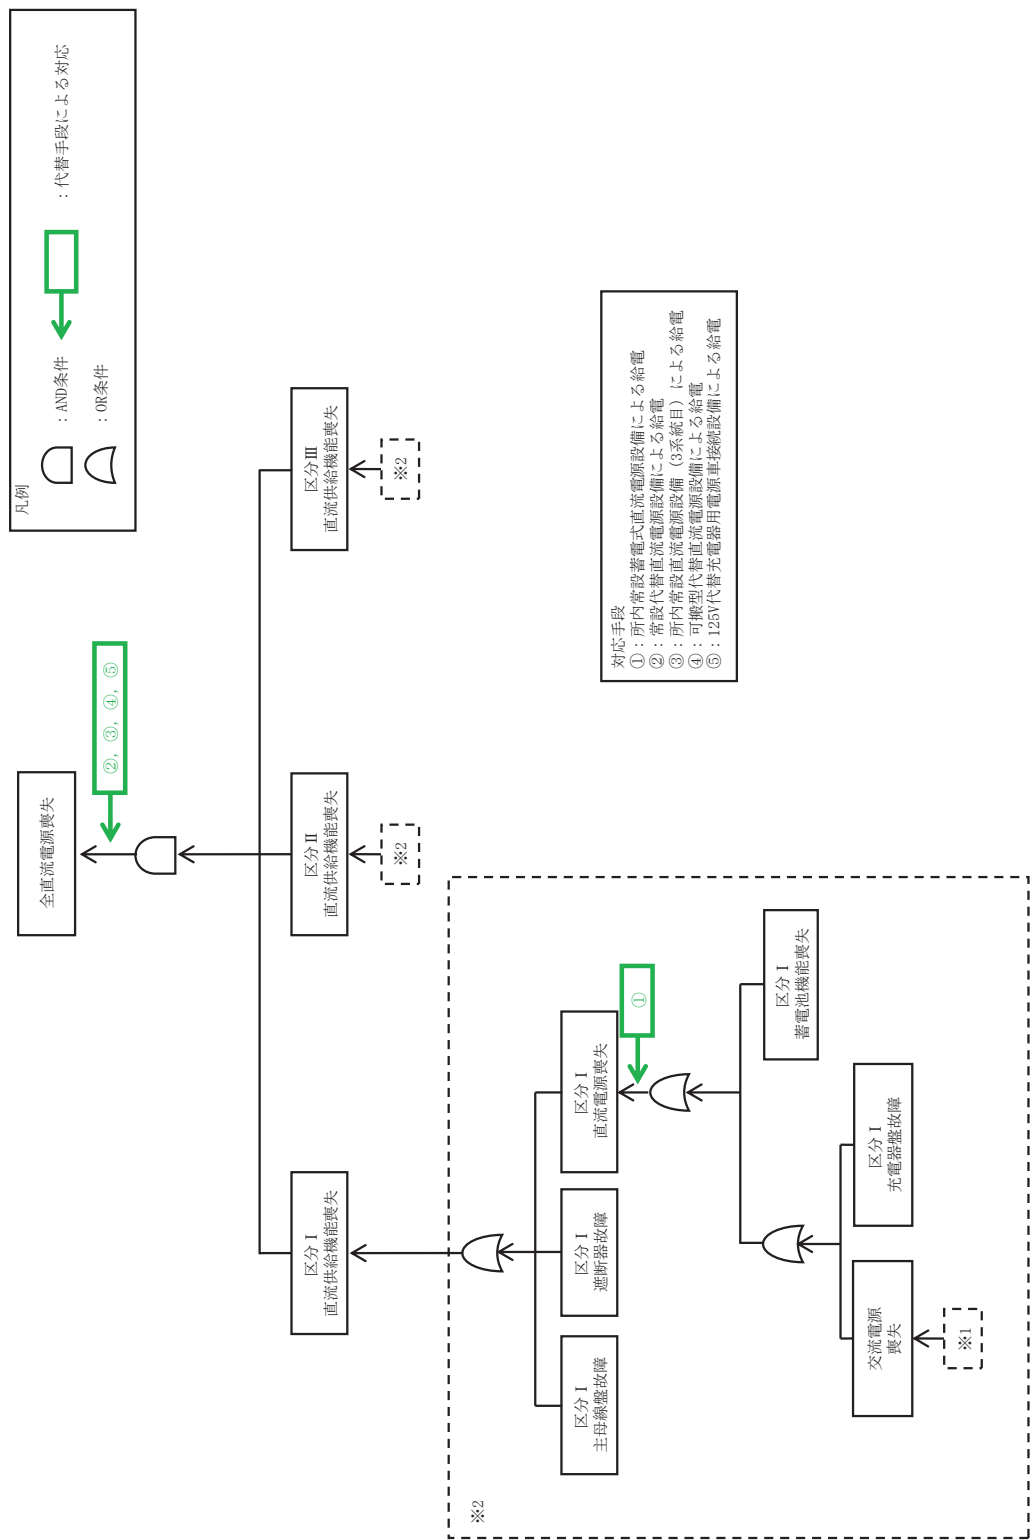 凡例
：AND条件
：OR条件
：代替手段による対応
全直流電源喪失
②, ③, ④, ⑤
区分Ⅰ
直流供給機能喪失
区分Ⅱ
直流供給機能喪失
区分Ⅲ
直流供給機能喪失
※2
※2
※2
区分Ⅰ
主母線盤故障
区分Ⅰ
遮断器故障
区分Ⅰ
直流電源喪失
①
区分Ⅰ
蓄電池機能喪失
交流電源
喪失
区分Ⅰ
充電器盤故障
※1
対応手段
①：所内常設蓄電式直流電源設備による給電
②：常設代替直流電源設備による給電
③：所内常設直流電源設備（3系統目）による給電
④：可搬型代替直流電源設備による給電
⑤：125V代替充電器用電源車接続設備による給電